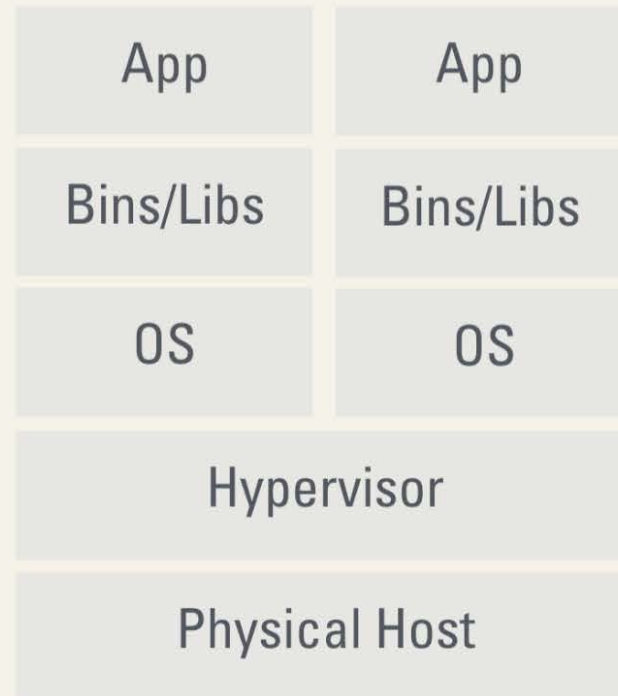 App
App
Bins/Libs
Bins/Libs
OS
OS
Hypervisor
Physical Host